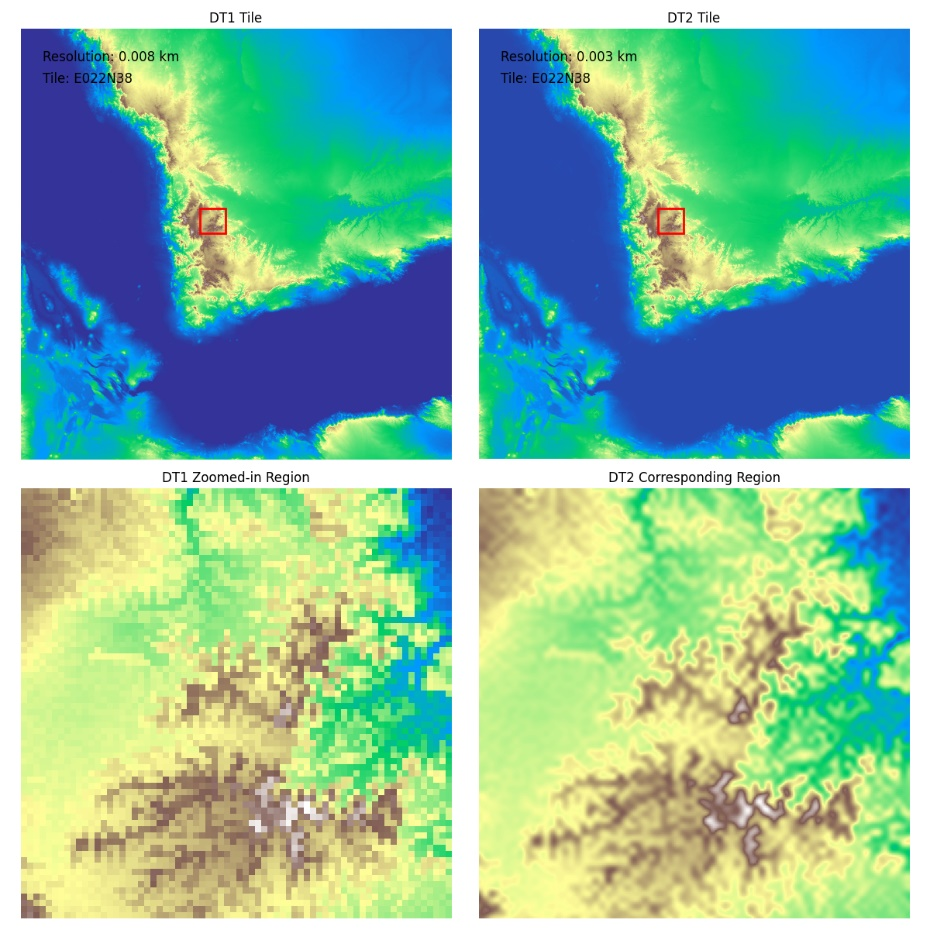 DT1 Tile
DT2 Tile
Resolution: 0.008 km
Tile: E022N38
Resolution: 0.003 km
Tile: E022N38
DT1 Zoomed-in Region
DT2 Corresponding Region